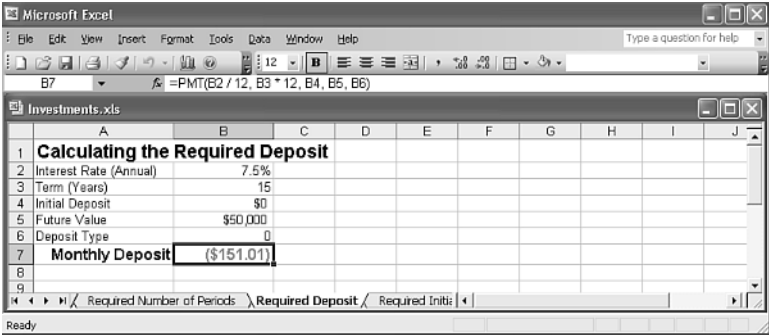 Microsoft Excel
File Edit View Insert Format Tools Data Window Help Type a question for help
12 B
B7 fx =PMT(B2 / 12, B3 * 12, B4, B5, B6)
Investments.xls
A B C D E F G H I J
1 Calculating the Required Deposit
2 Interest Rate (Annual) 7.5%
3 Term (Years) 15
4 Initial Deposit $0
5 Future Value $50,000
6 Deposit Type 0
7 Monthly Deposit ($151.01)
8
9
Required Number of Periods Required Deposit Required Initia
Ready